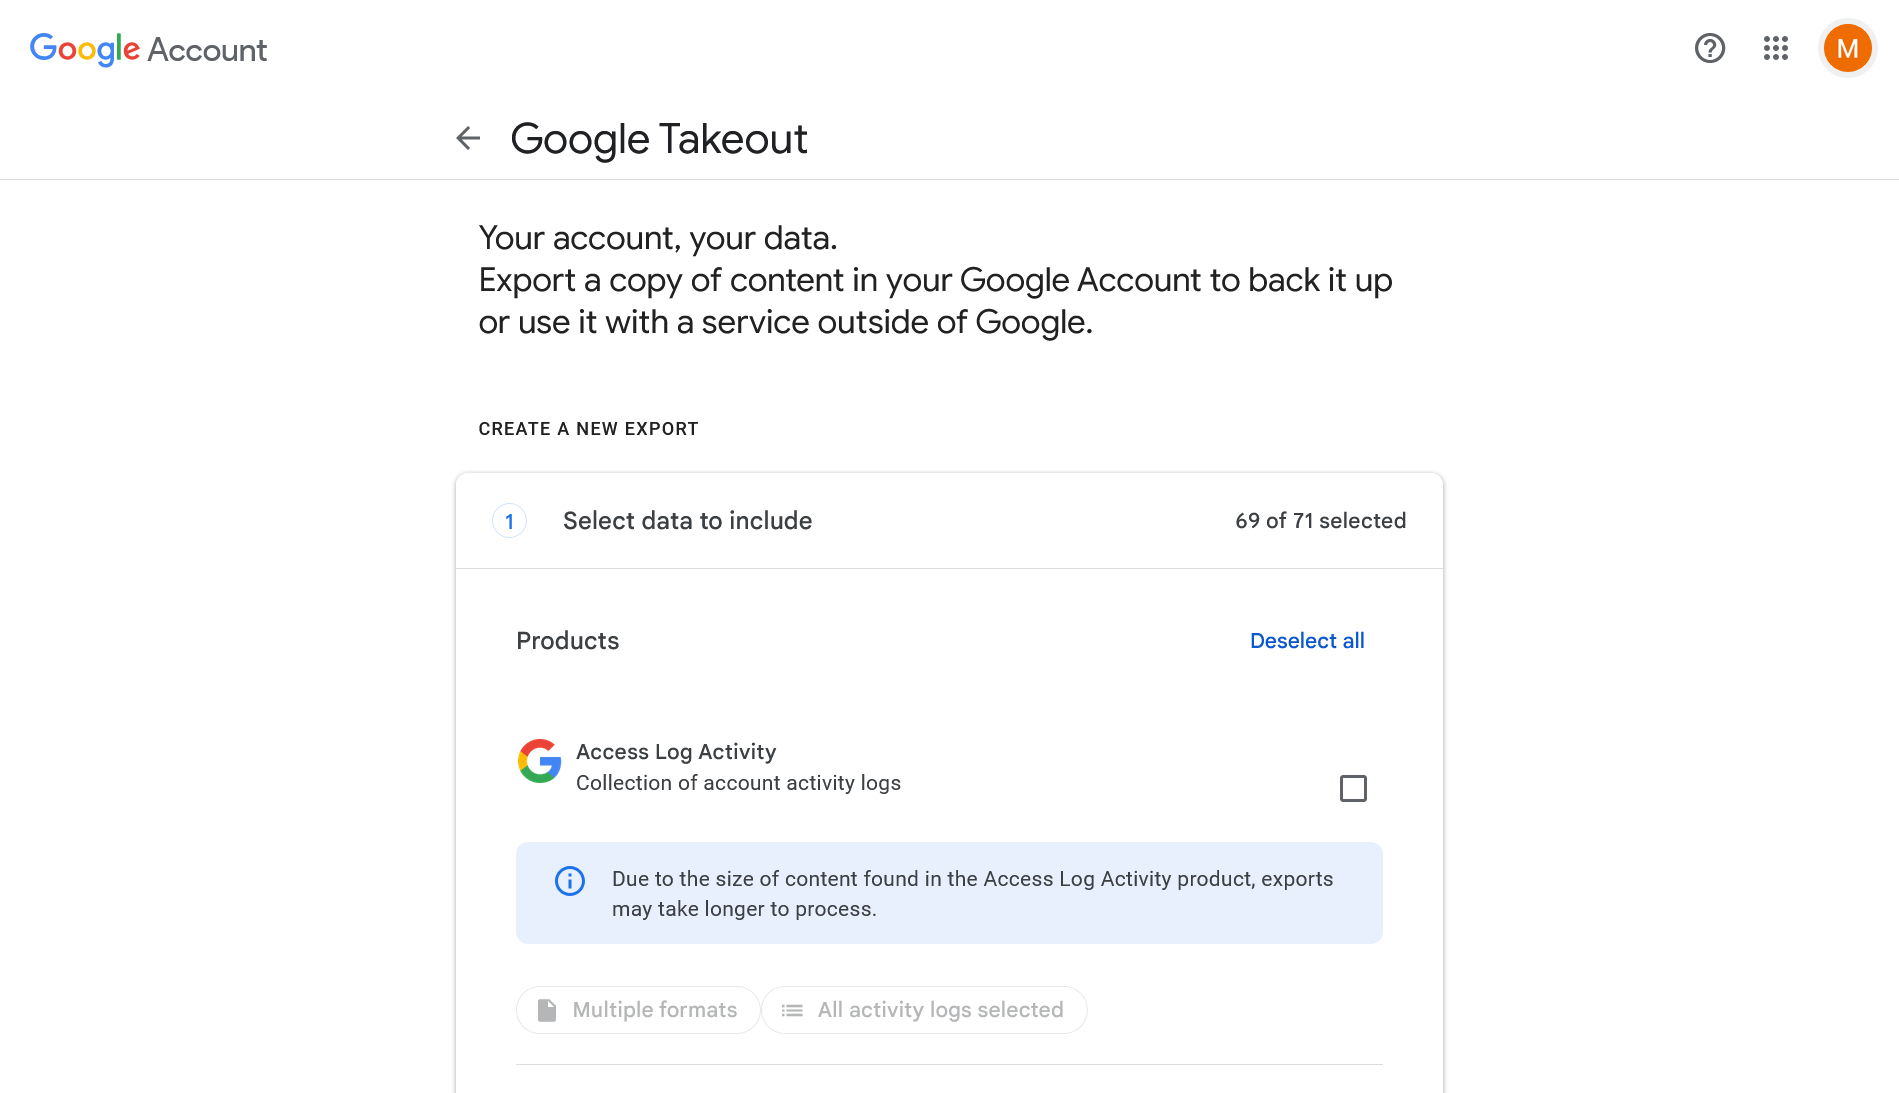 Google Account
M
Google Takeout
Your account, your data.
Export a copy of content in your Google Account to back it up
or use it with a service outside of Google.
CREATE A NEW EXPORT
1
Select data to include
69 of 71 selected
Products
Deselect all
Access Log Activity
Collection of account activity logs
Due to the size of content found in the Access Log Activity product, exports
may take longer to process.
Multiple formats
All activity logs selected